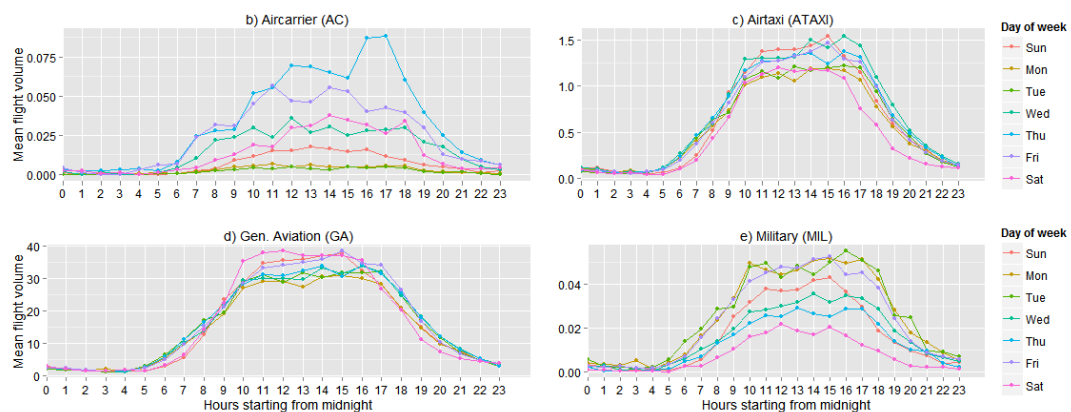 b) Aircarrier (AC)
Mean flight volume
0.075
0.050
0.025
0.000
0 1 2 3 4 5 6 7 8 9 10 11 12 13 14 15 16 17 18 19 20 21 22 23
c) Airtaxi (ATAXI)
1.5
1.0
0.5
0.0
0 1 2 3 4 5 6 7 8 9 10 11 12 13 14 15 16 17 18 19 20 21 22 23
Day of week
Sun
Mon
Tue
Wed
Thu
Fri
Sat
d) Gen. Aviation (GA)
Mean flight volume
40
30
20
10
0
0 1 2 3 4 5 6 7 8 9 10 11 12 13 14 15 16 17 18 19 20 21 22 23
Hours starting from midnight
e) Military (MIL)
0.04
0.02
0.00
0 1 2 3 4 5 6 7 8 9 10 11 12 13 14 15 16 17 18 19 20 21 22 23
Hours starting from midnight
Day of week
Sun
Mon
Tue
Wed
Thu
Fri
Sat